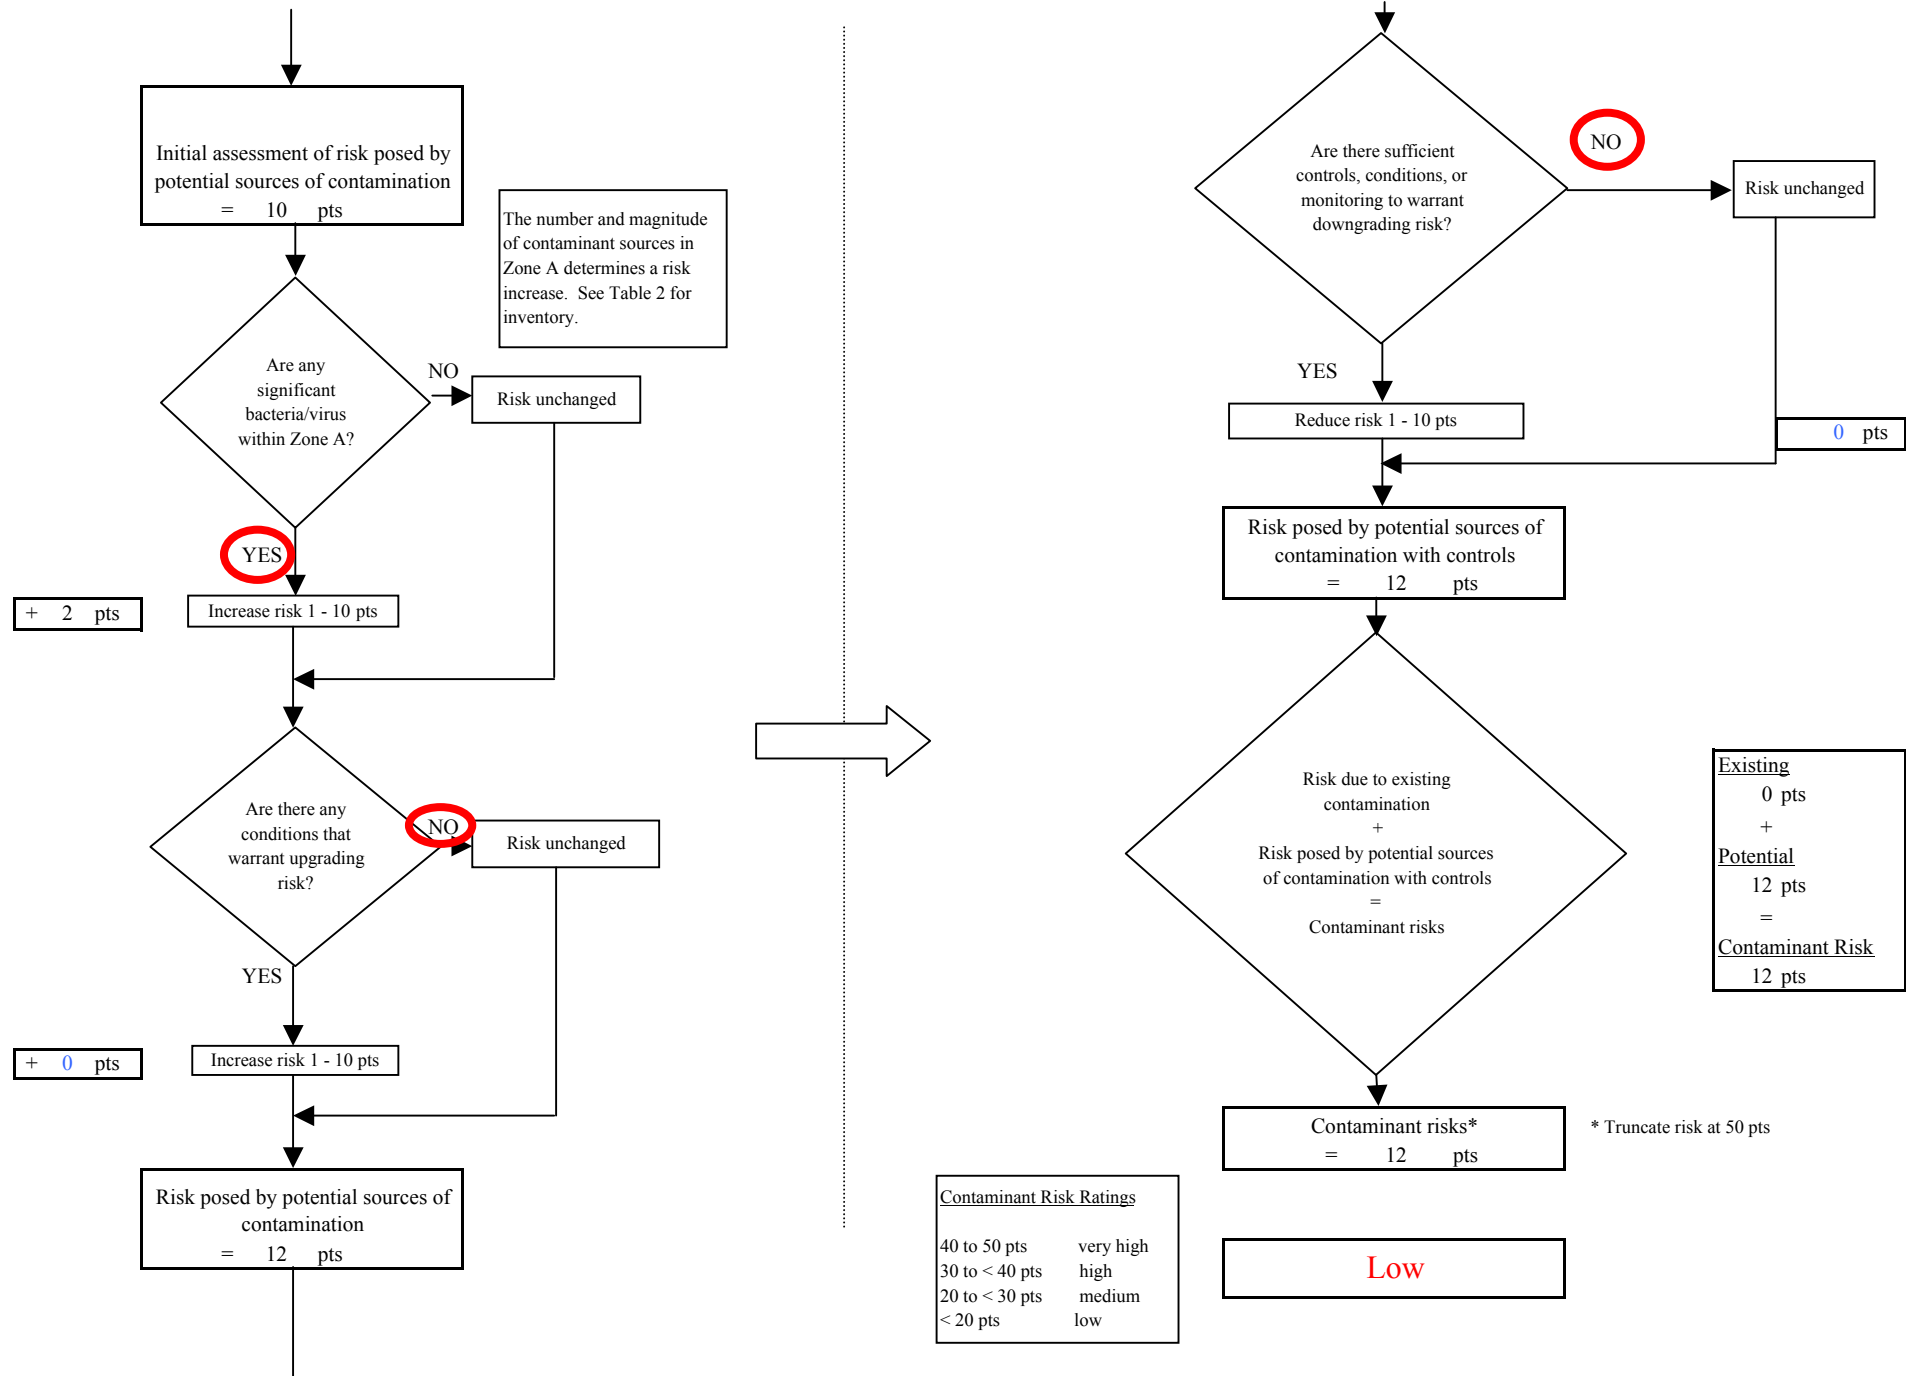 Initial assessment of risk posed by
potential sources of contamination
= 10 pts
The number and magnitude
of contaminant sources in
Zone A determines a risk
increase. See Table 2 for
inventory.
Are any
significant
bacteria/virus
within Zone A?
NO
Risk unchanged
YES
+ 2 pts
Increase risk 1 - 10 pts
Are there any
conditions that
warrant upgrading
risk?
NO
Risk unchanged
YES
+ 0 pts
Increase risk 1 - 10 pts
Risk posed by potential sources of
contamination
= 12 pts
Are there sufficient
controls, conditions, or
monitoring to warrant
downgrading risk?
NO
Risk unchanged
YES
Reduce risk 1 - 10 pts
0 pts
Risk posed by potential sources of
contamination with controls
= 12 pts
Risk due to existing
contamination
+
Risk posed by potential sources
of contamination with controls
=
Contaminant risks
Existing
0 pts
+
Potential
12 pts
=
Contaminant Risk
12 pts
Contaminant risks*
= 12 pts
* Truncate risk at 50 pts
Contaminant Risk Ratings
40 to 50 pts very high
30 to < 40 pts high
20 to < 30 pts medium
< 20 pts low
Low